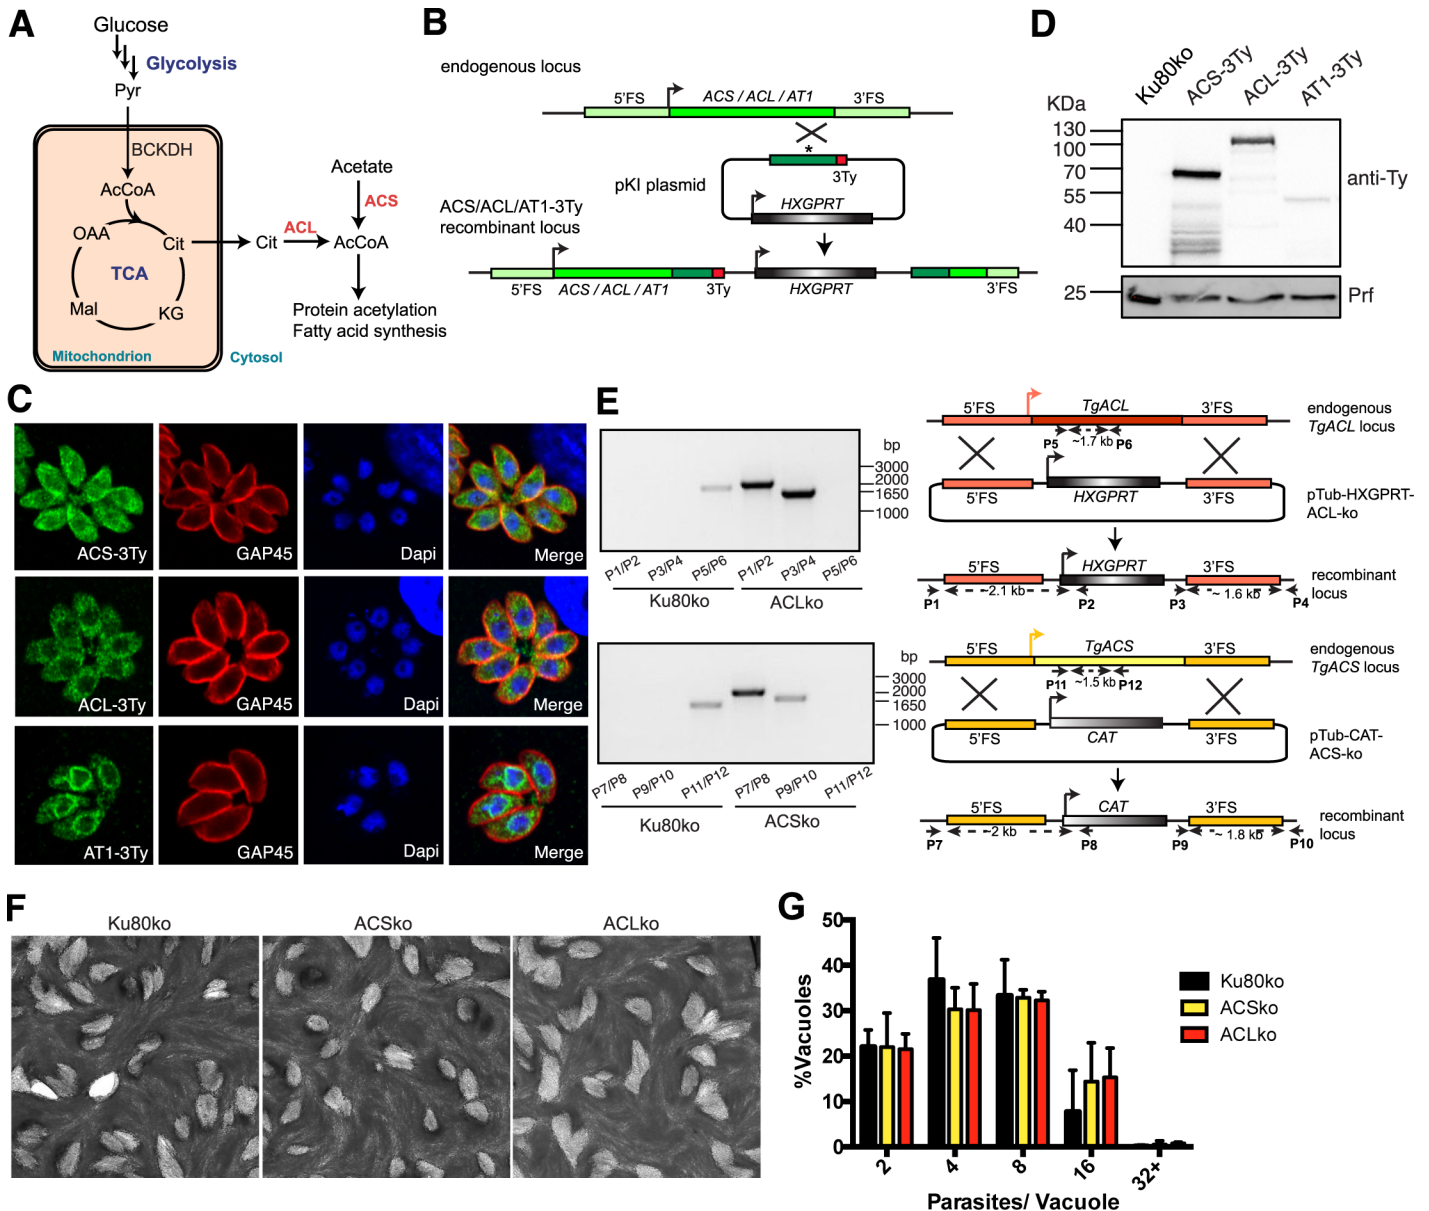 A
Glucose
Glycolysis
Pyr
BCKDH
AcCoA
OAA
Cit
TCA
Mal
KG
Mitochondrion
Cytosol
Cit
ACL
Acetate
ACS
AcCoA
Protein acetylation
Fatty acid synthesis
B
endogenous locus
5'FS
ACS / ACL / AT1
3'FS
*
3Ty
pKI plasmid
HXGPRT
ACS/ACL/AT1-3Ty
recombinant locus
5'FS
ACS / ACL / AT1
3Ty
HXGPRT
3'FS
D
Ku80ko
ACS-3Ty
ACL-3Ty
AT1-3Ty
KDa
130
100
70
55
40
25
anti-Ty
Prf
C
ACS-3Ty
GAP45
Dapi
Merge
ACL-3Ty
GAP45
Dapi
Merge
AT1-3Ty
GAP45
Dapi
Merge
E
bp
3000
2000
1650
1000
P1/P2
P3/P4
P5/P6
P1/P2
P3/P4
P5/P6
Ku80ko
ACLko
bp
3000
2000
1650
1000
P7/P8
P9/P10
P11/P12
P7/P8
P9/P10
P11/P12
Ku80ko
ACSko
5'FS
TgACL
3'FS
endogenous
TgACL locus
P5
~1.7 kb
P6
5'FS
HXGPRT
3'FS
pTub-HXGPRT-
ACL-ko
5'FS
HXGPRT
3'FS
recombinant
locus
P1
~2.1 kb
P2
P3
~ 1.6 kb
P4
5'FS
TgACS
3'FS
endogenous
TgACS locus
P11
~1.5 kb
P12
5'FS
CAT
3'FS
pTub-CAT-
ACS-ko
5'FS
CAT
3'FS
recombinant
locus
P7
~2 kb
P8
P9
~ 1.8 kb
P10
F
Ku80ko
ACSko
ACLko
G
50
40
30
20
10
0
%Vacuoles
2
4
8
16
32+
Parasites/ Vacuole
Ku80ko
ACSko
ACLko